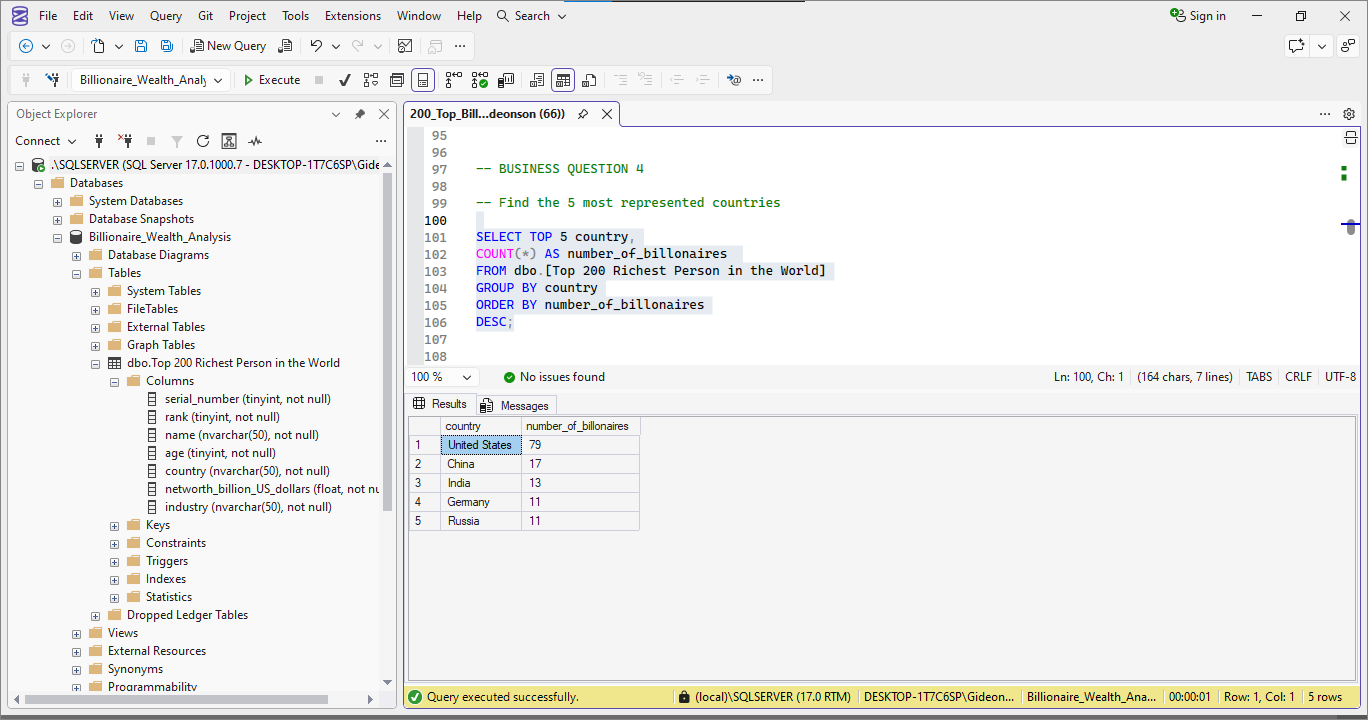 File Edit View Query Git Project Tools Extensions Window Help Search Sign in
New Query
Billionaire_Wealth_Analy Execute
Object Explorer
Connect
.\SQLSERVER (SQL Server 17.0.1000.7 - DESKTOP-1T7C6SP\Gide
Databases
System Databases
Database Snapshots
Billionaire_Wealth_Analysis
Database Diagrams
Tables
System Tables
FileTables
External Tables
Graph Tables
dbo.Top 200 Richest Person in the World
Columns
serial_number (tinyint, not null)
rank (tinyint, not null)
name (nvarchar(50), not null)
age (tinyint, not null)
country (nvarchar(50), not null)
networth_billion_US_dollars (float, not nu
industry (nvarchar(50), not null)
Keys
Constraints
Triggers
Indexes
Statistics
Dropped Ledger Tables
Views
External Resources
Synonyms
Programmability
200_Top_Bill...deonson (66))
95
96
97 -- BUSINESS QUESTION 4
98
99 -- Find the 5 most represented countries
100
101 SELECT TOP 5 country,
102 COUNT(*) AS number_of_billonaires
103 FROM dbo.[Top 200 Richest Person in the World]
104 GROUP BY country
105 ORDER BY number_of_billonaires
106 DESC;
107
108
100 % No issues found Ln: 100, Ch: 1 (164 chars, 7 lines) TABS CRLF UTF-8
Results Messages
country number_of_billonaires
1 United States 79
2 China 17
3 India 13
4 Germany 11
5 Russia 11
Query executed successfully. (local)\SQLSERVER (17.0 RTM) DESKTOP-1T7C6SP\Gideon... Billionaire_Wealth_Ana... 00:00:01 Row: 1, Col: 1 5 rows